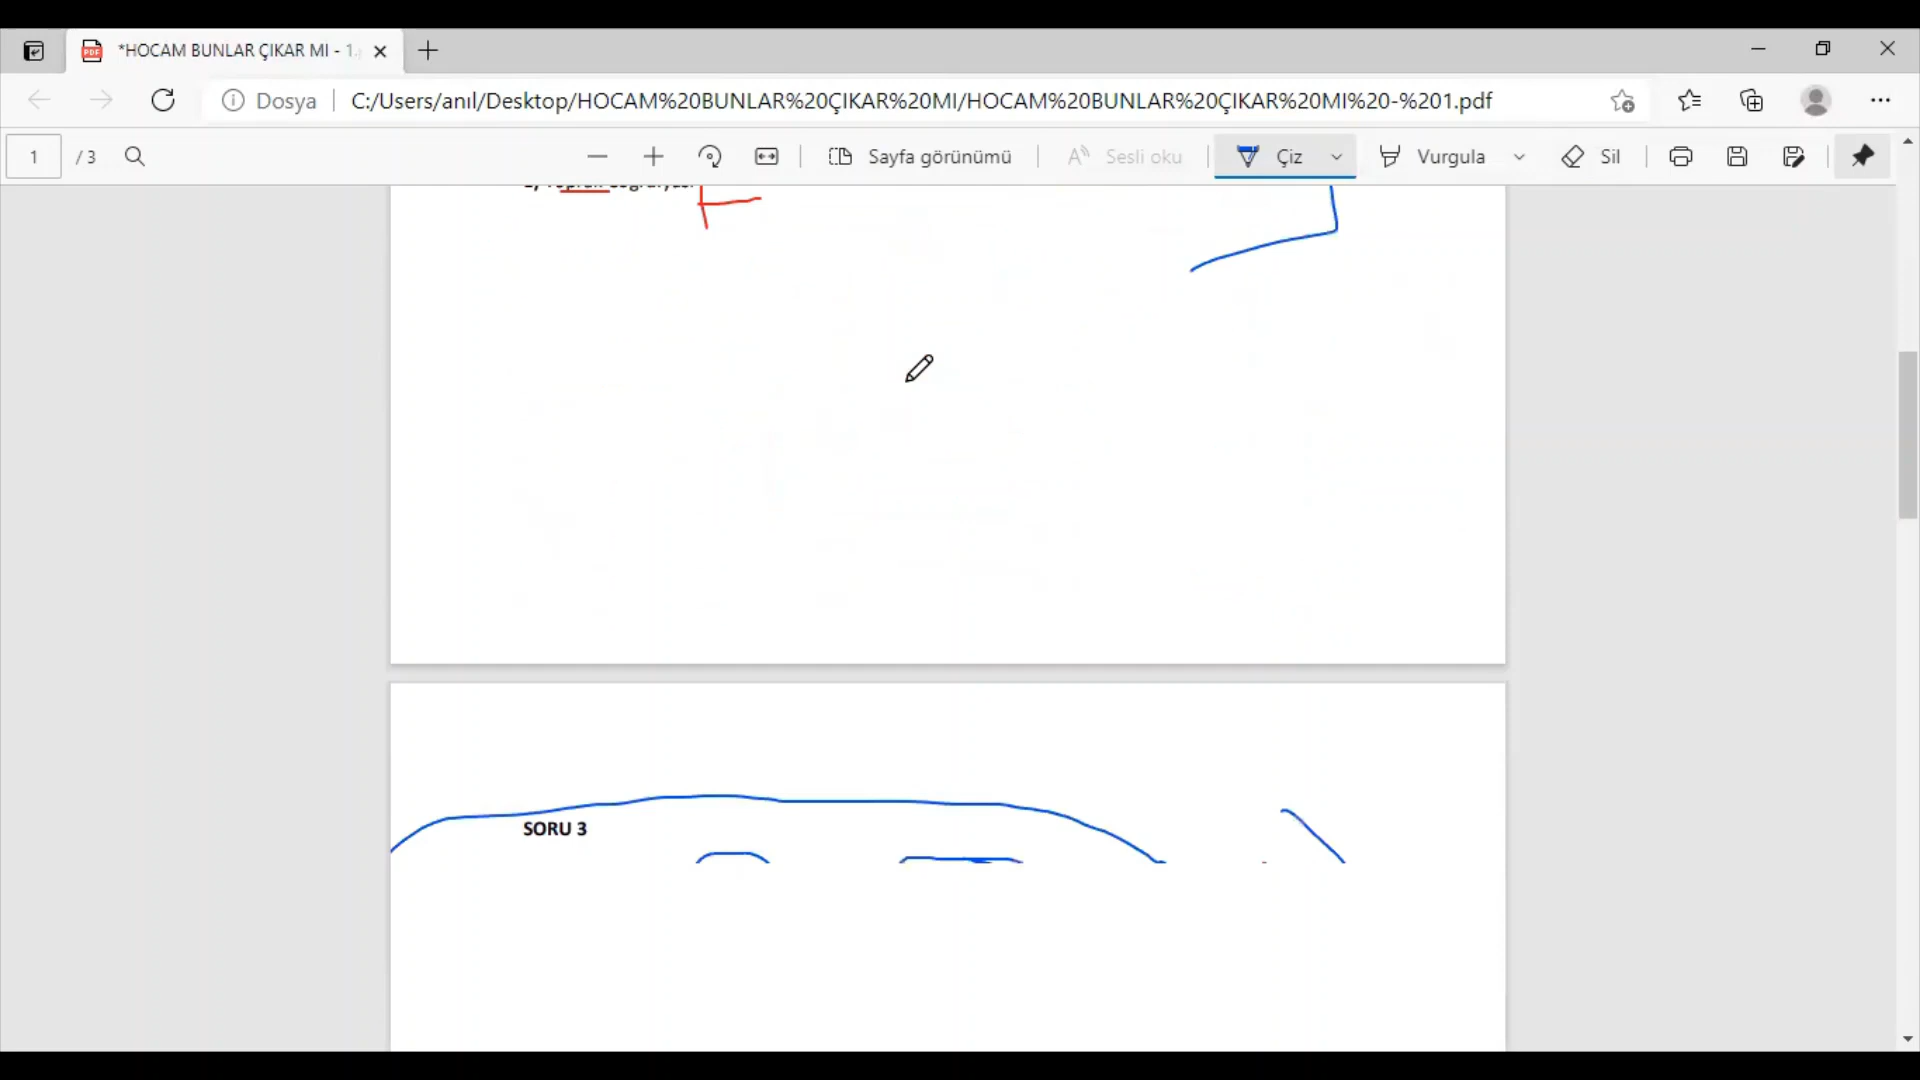 *HOCAM BUNLAR ÇIKAR MI - 1.
Dosya
C:/Users/anıl/Desktop/HOCAM%20BUNLAR%20ÇIKAR%20MI/HOCAM%20BUNLAR%20ÇIKAR%20MI%20-%201.pdf
1 / 3
Sayfa görünümü
Sesli oku
Çiz
Vurgula
Sil
SORU 3